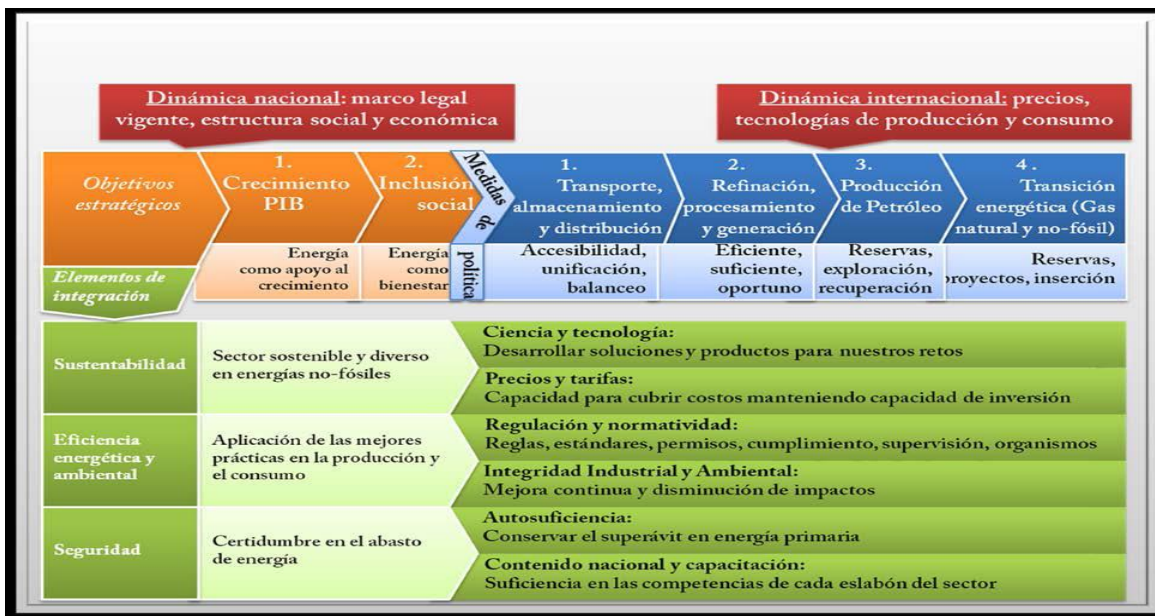 Dinámica nacional: marco legal
vigente, estructura social y económica
Dinámica internacional: precios,
tecnologías de producción y consumo
Objetivos
estratégicos
1.
Crecimiento
PIB
2.
Inclusión
social
Medidas de
política
1.
Transporte,
almacenamiento
y distribución
2.
Refinación,
procesamiento
y generación
3.
Producción
de Petróleo
4.
Transición
energética (Gas
natural y no-fósil)
Elementos de
integración
Energía
como apoyo al
crecimiento
Energía
como
bienestar
Accesibilidad,
unificación,
balanceo
Eficiente,
suficiente,
oportuno
Reservas,
exploración,
recuperación
Reservas,
proyectos, inserción
Sustentabilidad
Sector sostenible y diverso
en energías no-fósiles
Ciencia y tecnología:
Desarrollar soluciones y productos para nuestros retos
Precios y tarifas:
Capacidad para cubrir costos manteniendo capacidad de inversión
Eficiencia
energética y
ambiental
Aplicación de las mejores
prácticas en la producción y
el consumo
Regulación y normatividad:
Reglas, estándares, permisos, cumplimiento, supervisión, organismos
Integridad Industrial y Ambiental:
Mejora continua y disminución de impactos
Seguridad
Certidumbre en el abasto
de energía
Autosuficiencia:
Conservar el superávit en energía primaria
Contenido nacional y capacitación:
Suficiencia en las competencias de cada eslabón del sector